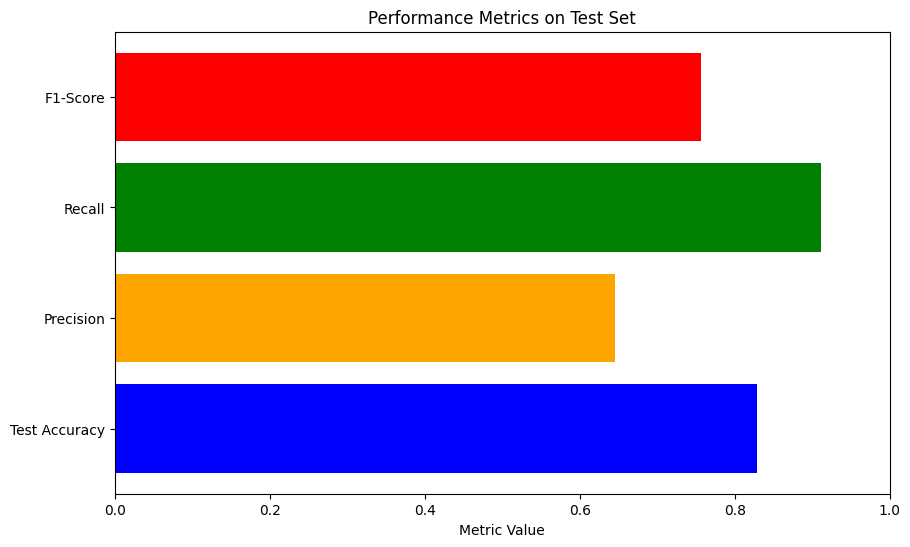 Performance Metrics on Test Set
F1-Score
Recall
Precision
Test Accuracy
0.0 0.2 0.4 0.6 0.8 1.0
Metric Value